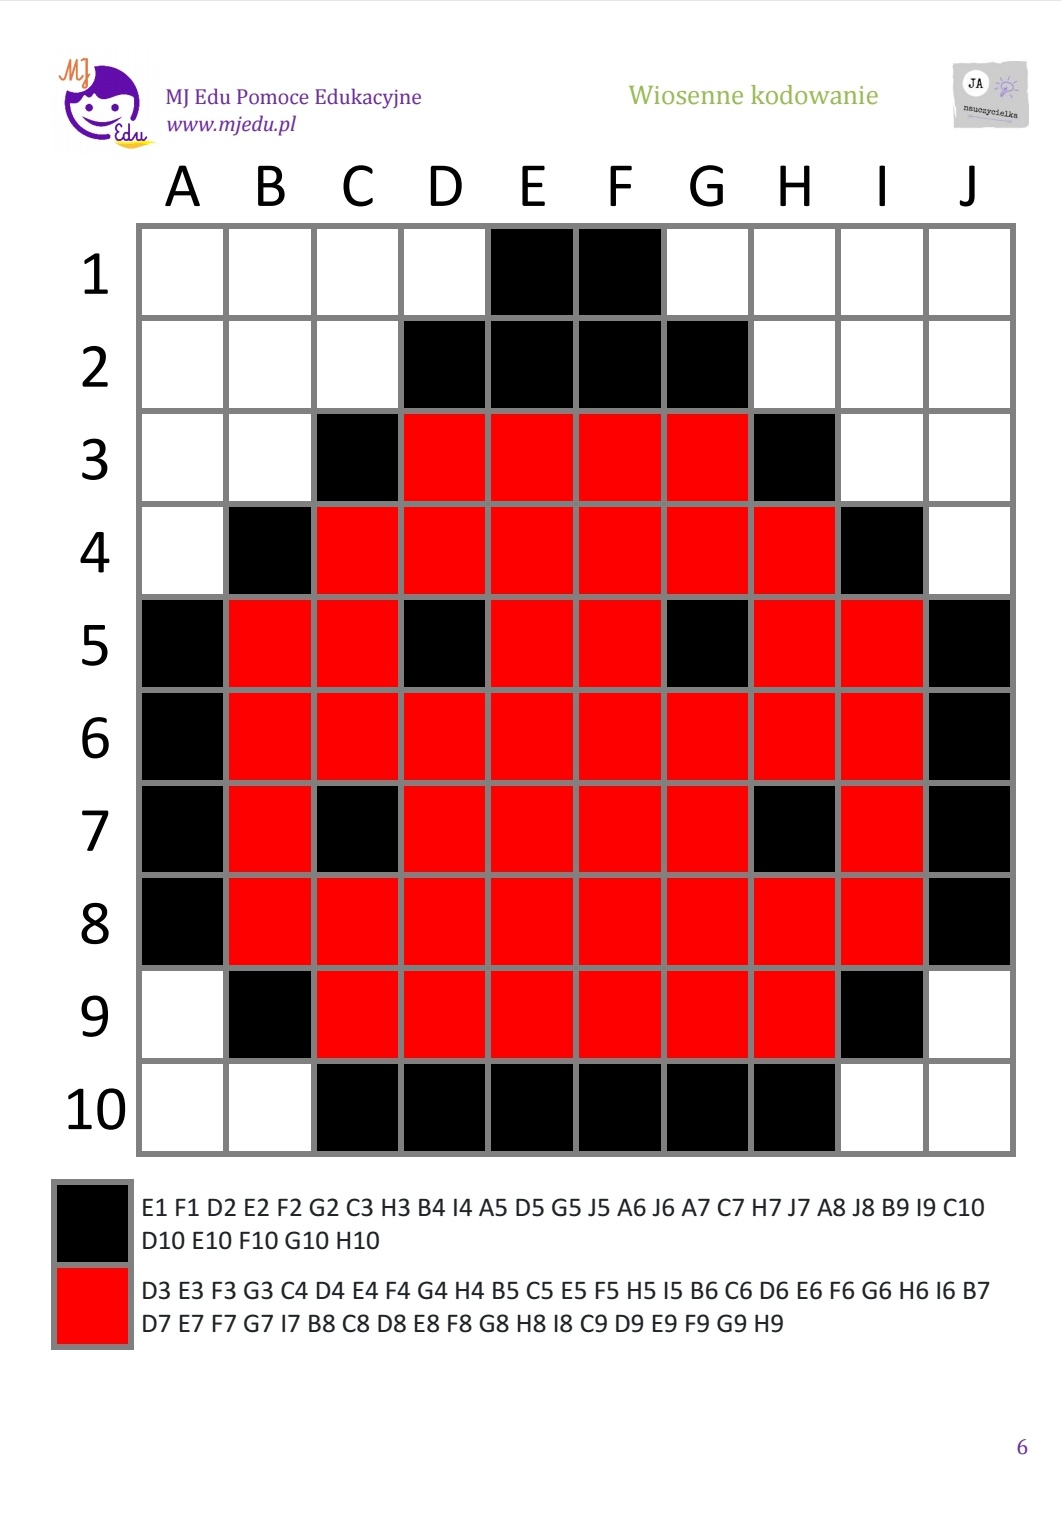 MJ
Edu
MJ Edu Pomoce Edukacyjne
www.mjedu.pl
Wiosenne kodowanie
JA
nauczycielka
A B C D E F G H I J
1
2
3
4
5
6
7
8
9
10
E1 F1 D2 E2 F2 G2 C3 H3 B4 I4 A5 D5 G5 J5 A6 J6 A7 C7 H7 J7 A8 J8 B9 I9 C10
D10 E10 F10 G10 H10
D3 E3 F3 G3 C4 D4 E4 F4 G4 H4 B5 C5 E5 F5 H5 I5 B6 C6 D6 E6 F6 G6 H6 I6 B7
D7 E7 F7 G7 I7 B8 C8 D8 E8 F8 G8 H8 I8 C9 D9 E9 F9 G9 H9
6